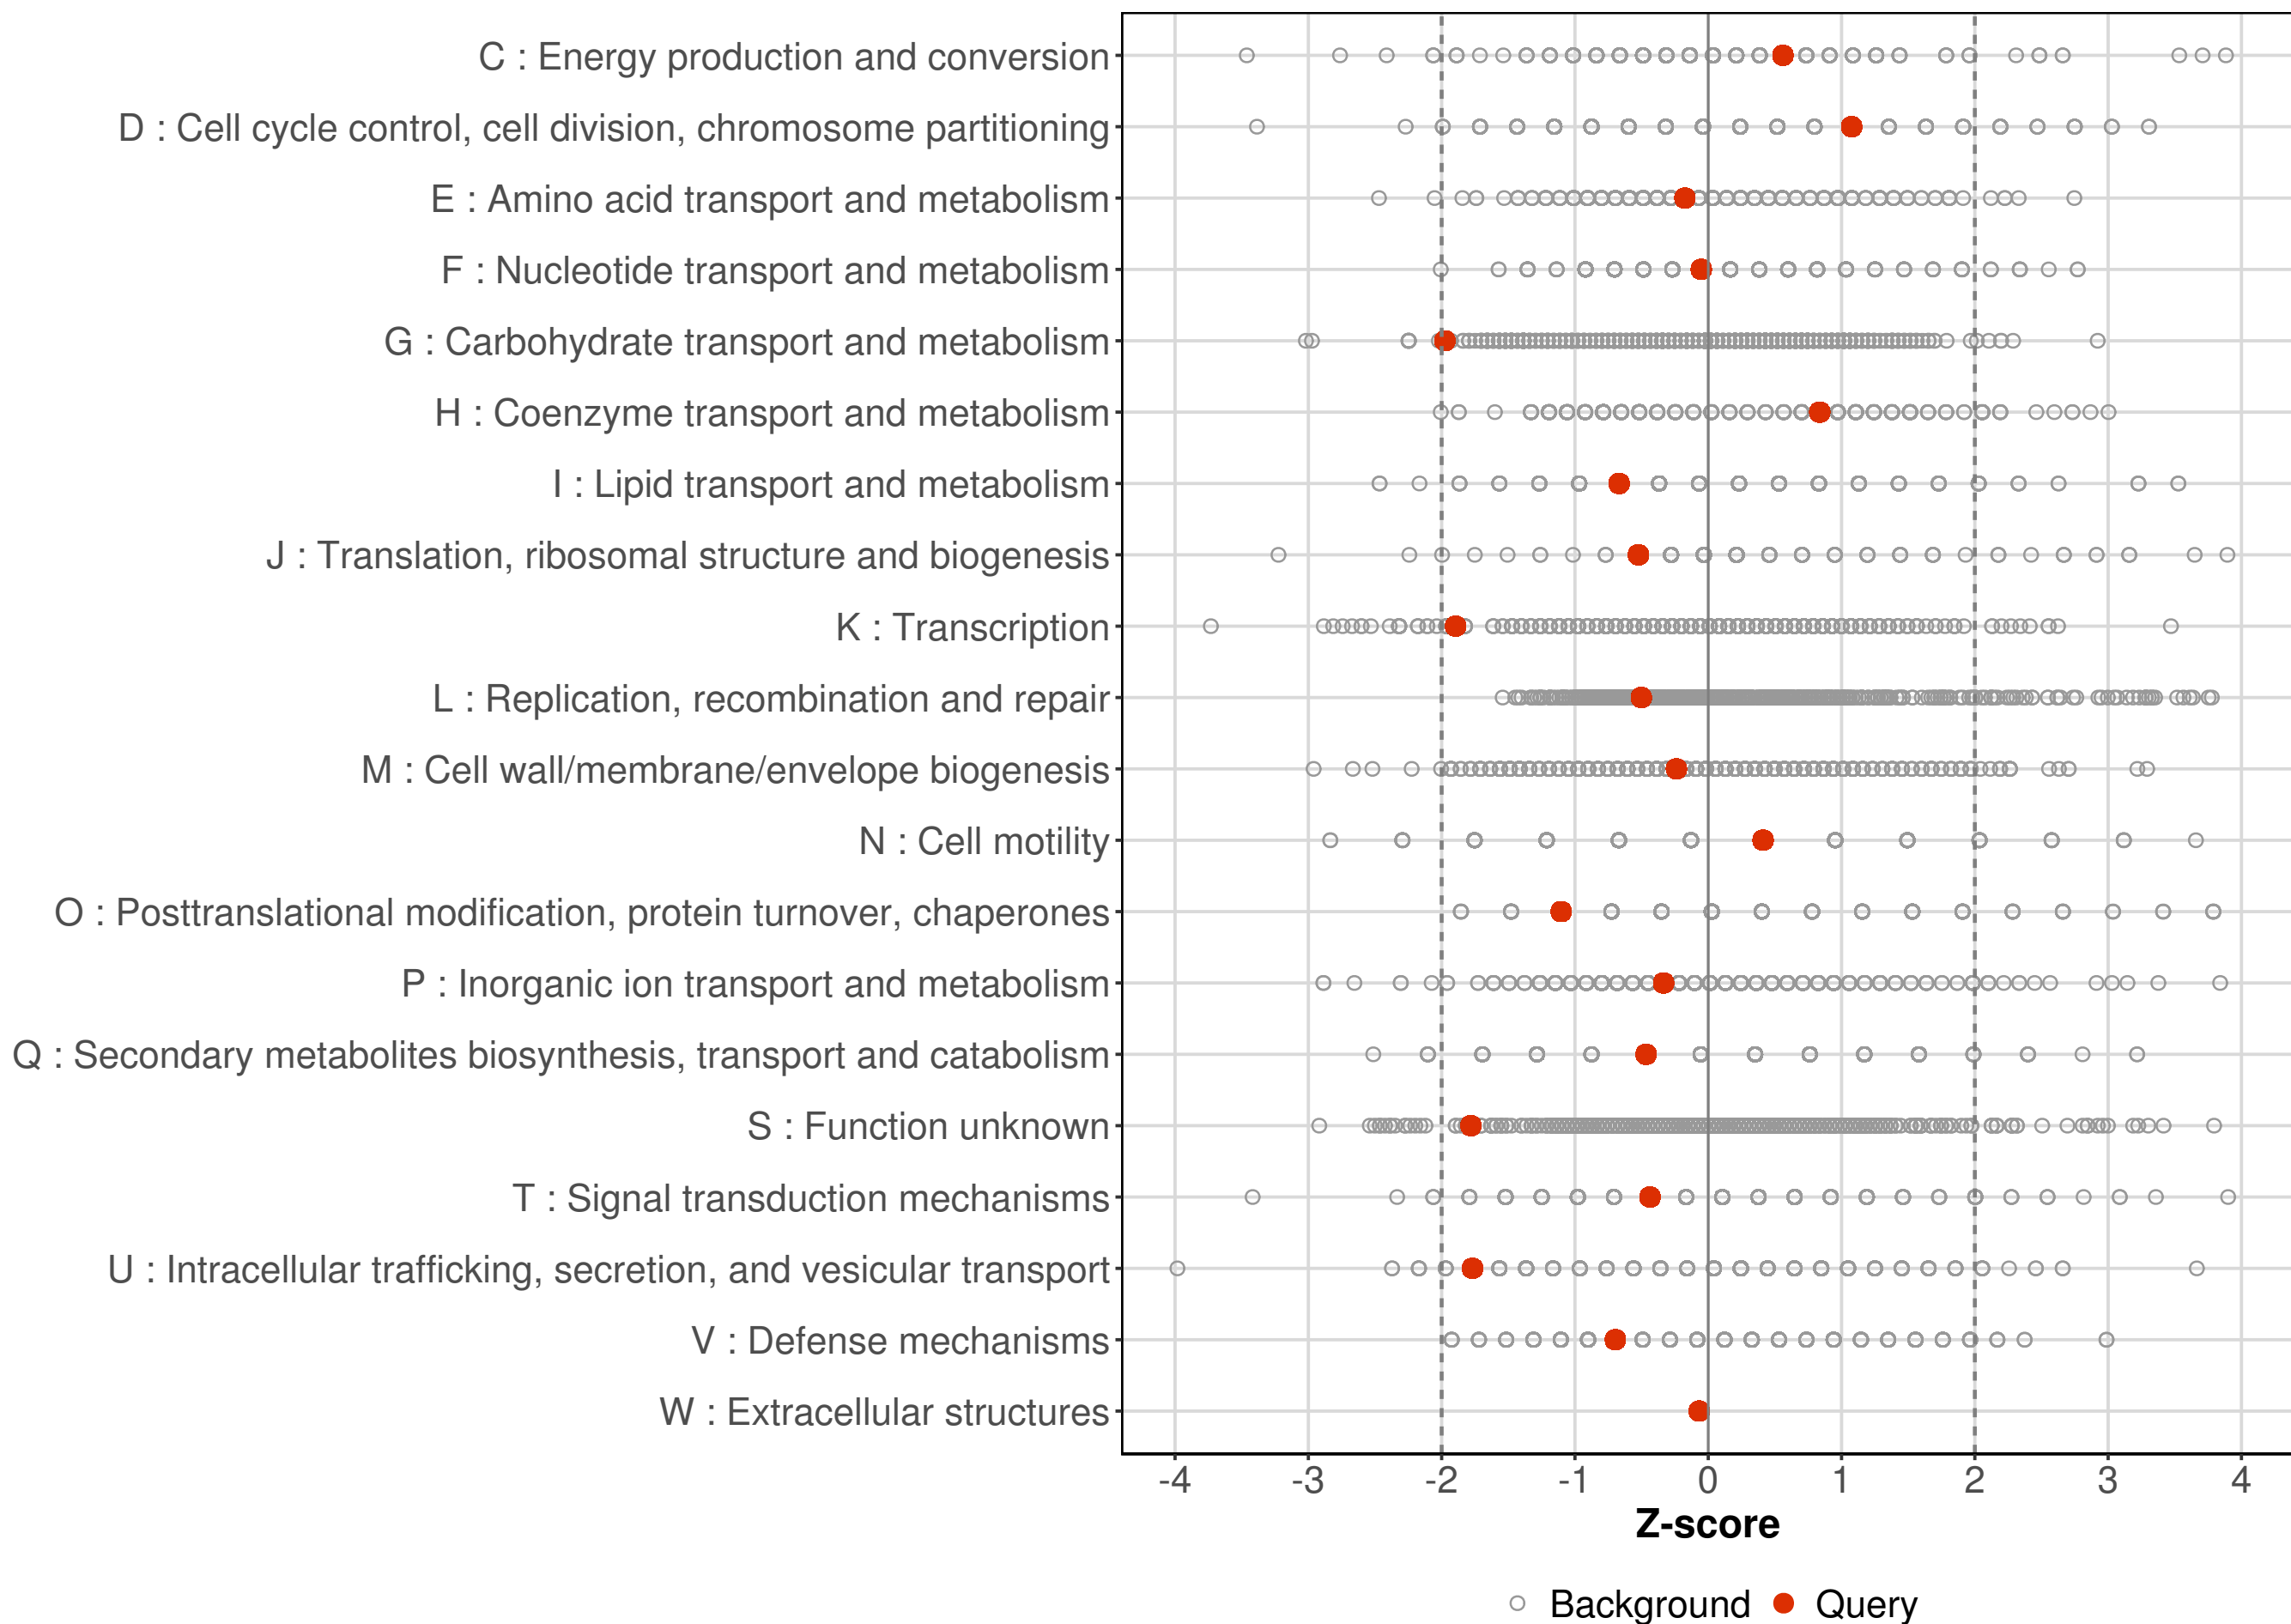 C : Energy production and conversion
D : Cell cycle control, cell division, chromosome partitioning
E : Amino acid transport and metabolism
F : Nucleotide transport and metabolism
G : Carbohydrate transport and metabolism
H : Coenzyme transport and metabolism
I : Lipid transport and metabolism
J : Translation, ribosomal structure and biogenesis
K : Transcription
L : Replication, recombination and repair
M : Cell wall/membrane/envelope biogenesis
N : Cell motility
O : Posttranslational modification, protein turnover, chaperones
P : Inorganic ion transport and metabolism
Q : Secondary metabolites biosynthesis, transport and catabolism
S : Function unknown
T : Signal transduction mechanisms
U : Intracellular trafficking, secretion, and vesicular transport
V : Defense mechanisms
W : Extracellular structures
-4 -3 -2 -1 0 1 2 3 4
Z-score
Background Query